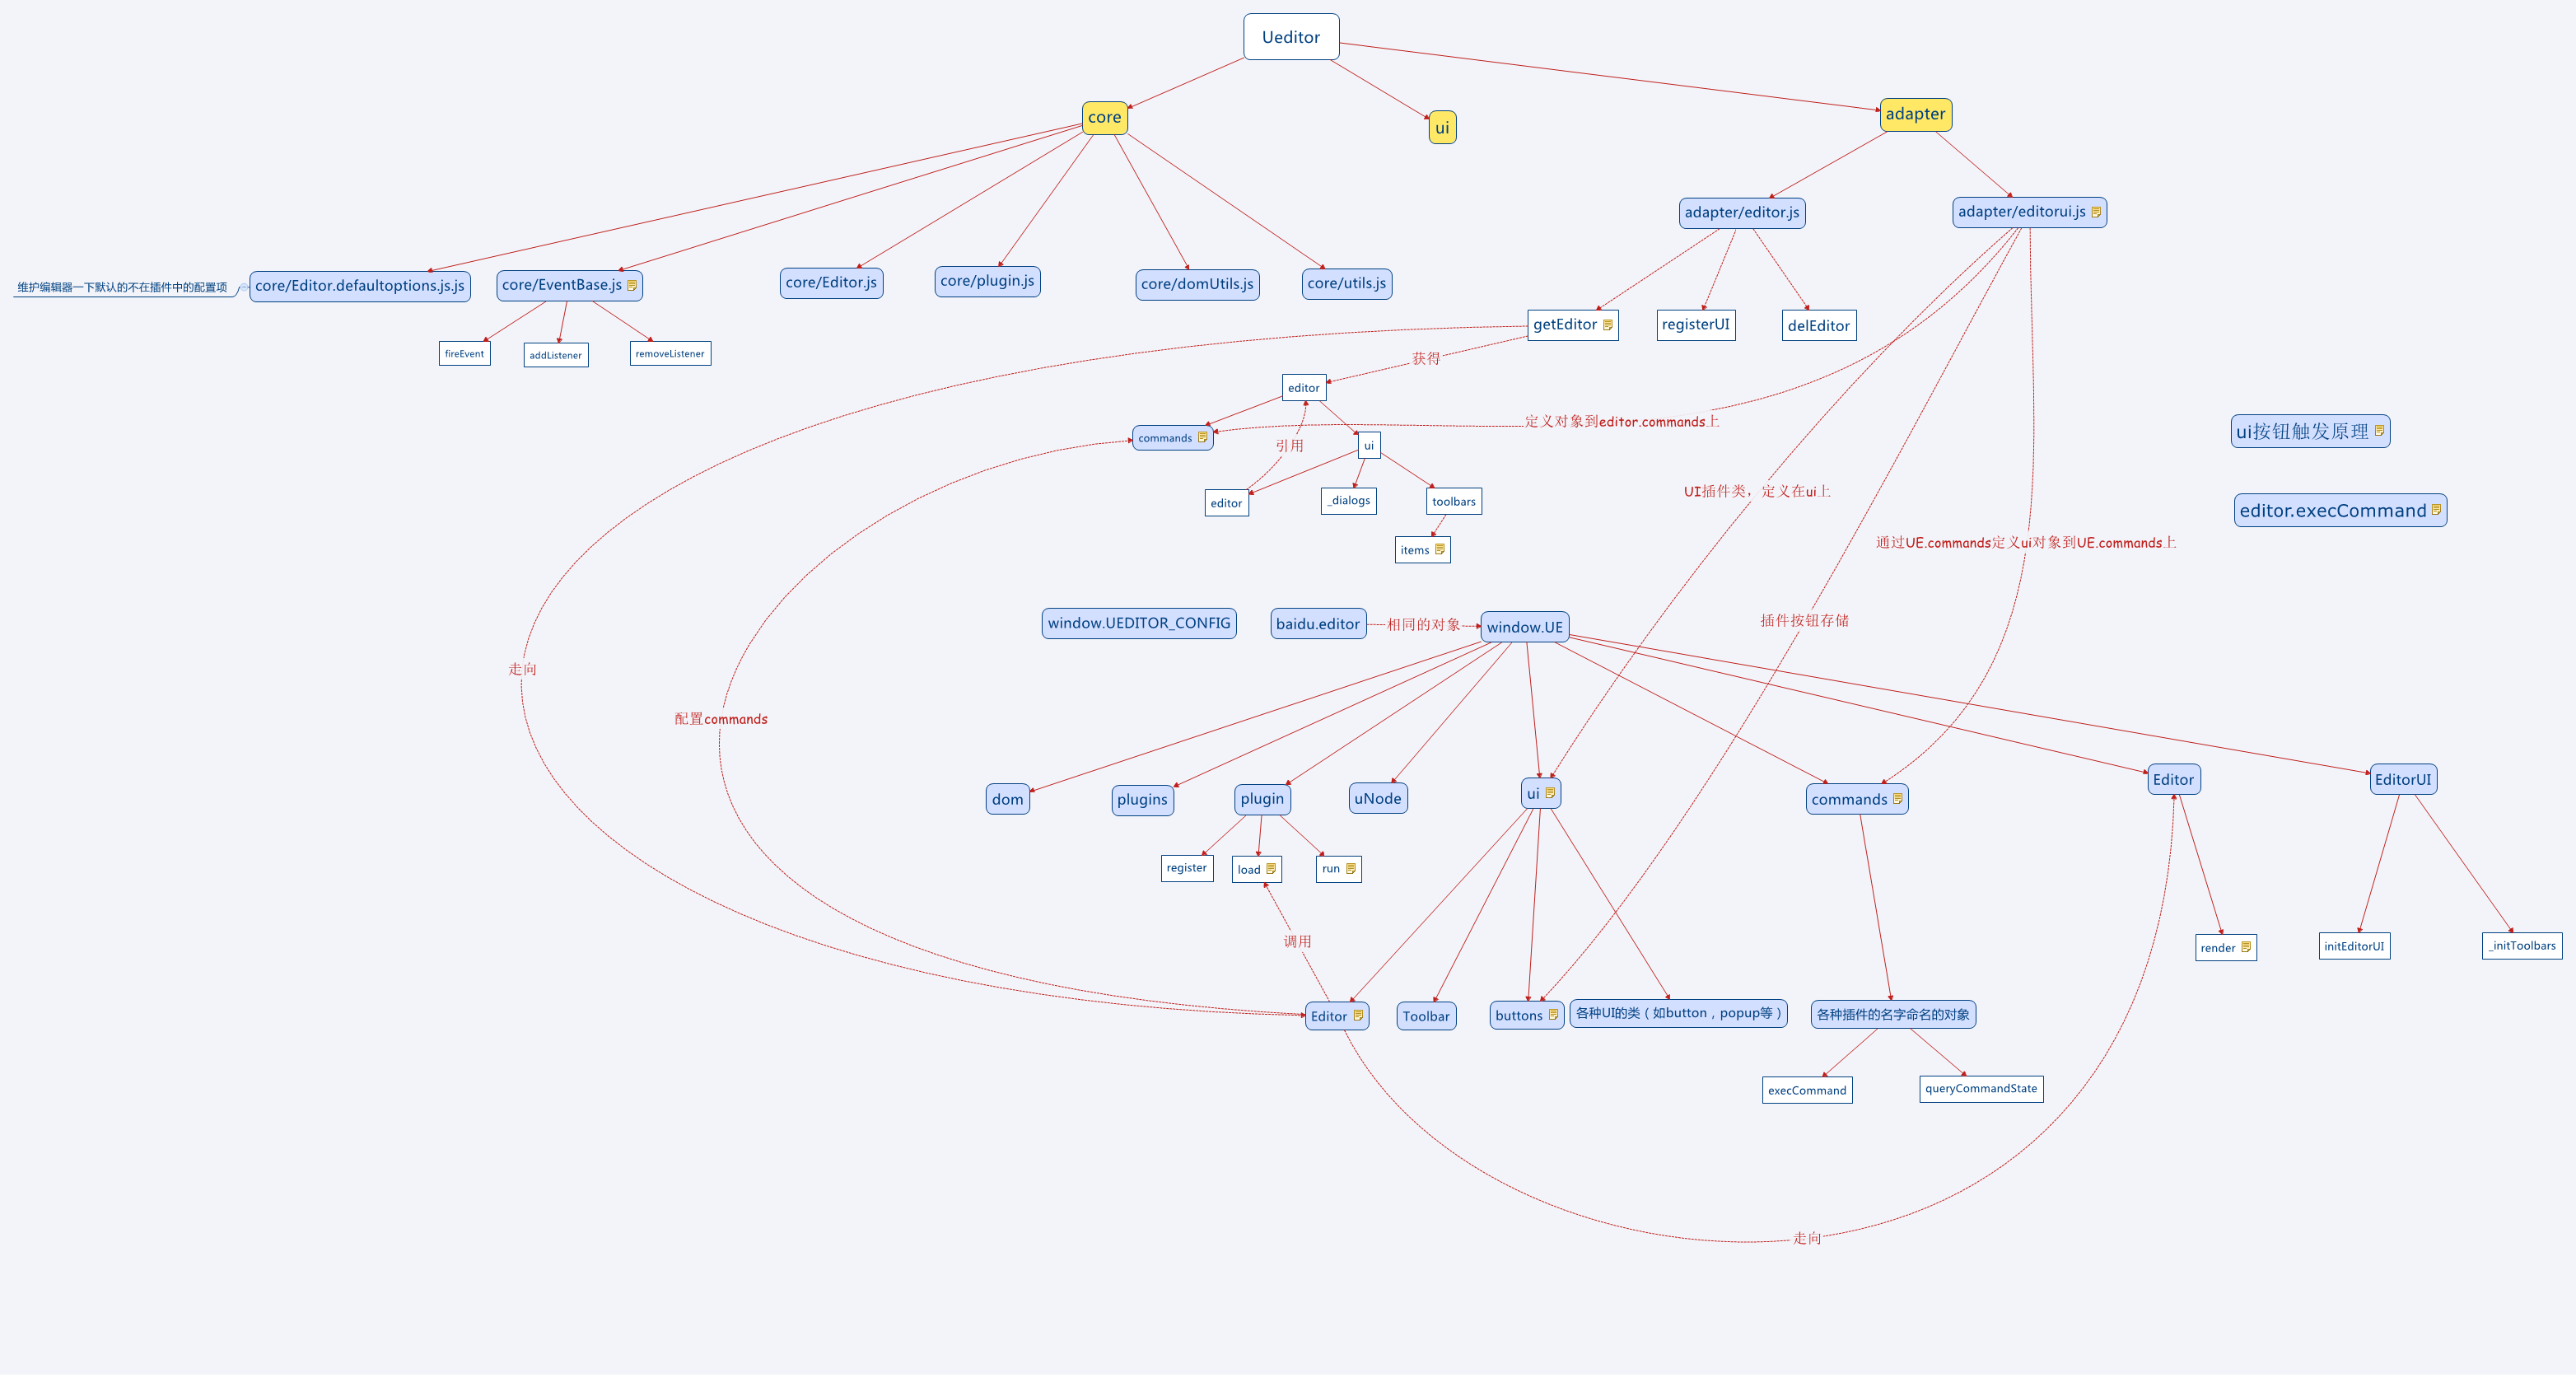 Ueditor
core
ui
adapter
adapter/editor.js
adapter/editorui.js
维护编辑器一下默认的不在插件中的配置项
core/Editor.defaultoptions.js.js
core/EventBase.js
core/Editor.js
core/plugin.js
core/domUtils.js
core/utils.js
fireEvent
addListener
removeListener
getEditor
registerUI
delEditor
获得
editor
commands
定义对象到editor.commands上
引用
ui
editor
_dialogs
toolbars
items
ui按钮触发原理
editor.execCommand
UI插件类，定义在ui上
通过UE.commands定义ui对象到UE.commands上
插件按钮存储
window.UEDITOR_CONFIG
baidu.editor
相同的对象
window.UE
走向
配置commands
dom
plugins
plugin
uNode
ui
commands
Editor
EditorUI
register
load
run
调用
render
initEditorUI
_initToolbars
Editor
Toolbar
buttons
各种UI的类（如button，popup等）
各种插件的名字命名的对象
execCommand
queryCommandState
走向